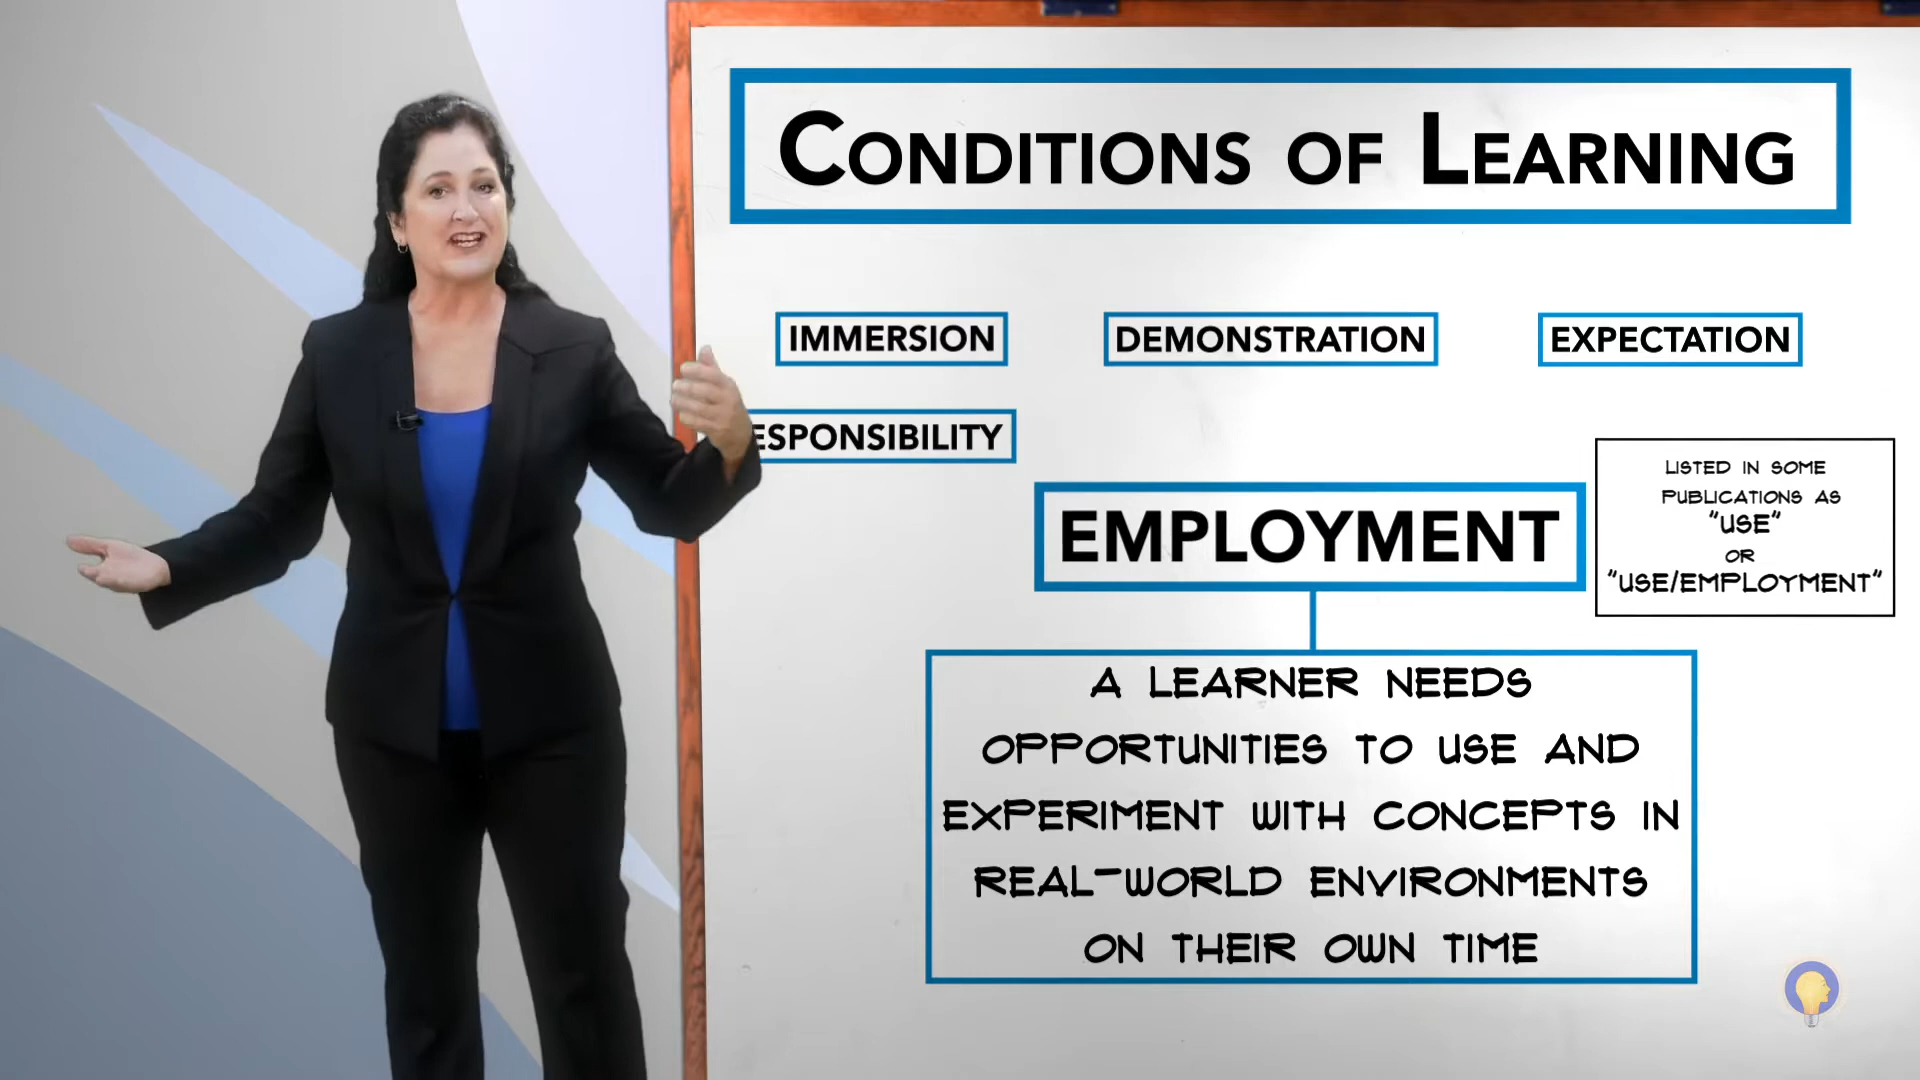 CONDITIONS OF LEARNING
IMMERSION
DEMONSTRATION
EXPECTATION
ESPONSIBILITY
EMPLOYMENT
LISTED IN SOME
PUBLICATIONS AS
"USE"
OR
"USE/EMPLOYMENT"
A LEARNER NEEDS
OPPORTUNITIES TO USE AND
EXPERIMENT WITH CONCEPTS IN
REAL-WORLD ENVIRONMENTS
ON THEIR OWN TIME